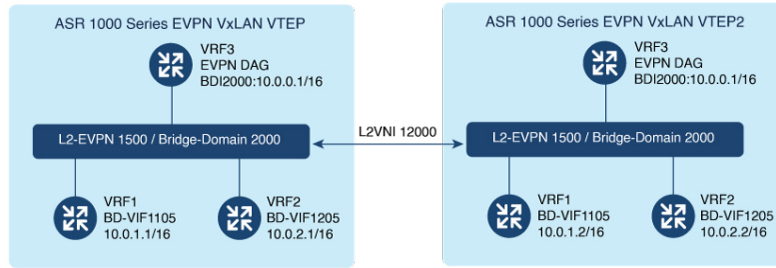 ASR 1000 Series EVPN VxLAN VTEP
VRF3
EVPN DAG
BDI2000:10.0.0.1/16
L2-EVPN 1500 / Bridge-Domain 2000
VRF1
BD-VIF1105
10.0.1.1/16
VRF2
BD-VIF1205
10.0.2.1/16
L2VNI 12000
ASR 1000 Series EVPN VxLAN VTEP2
VRF3
EVPN DAG
BDI2000:10.0.0.1/16
L2-EVPN 1500 / Bridge-Domain 2000
VRF1
BD-VIF1105
10.0.1.2/16
VRF2
BD-VIF1205
10.0.2.2/16